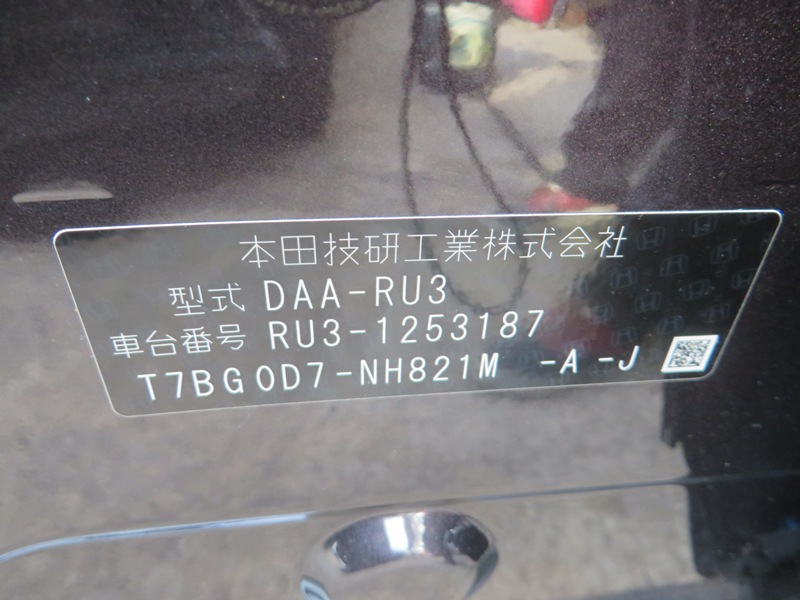 本田技研工業株式会社
型式 DAA-RU3
車台番号 RU3-1253187
T7BG0D7-NH821M -A -J